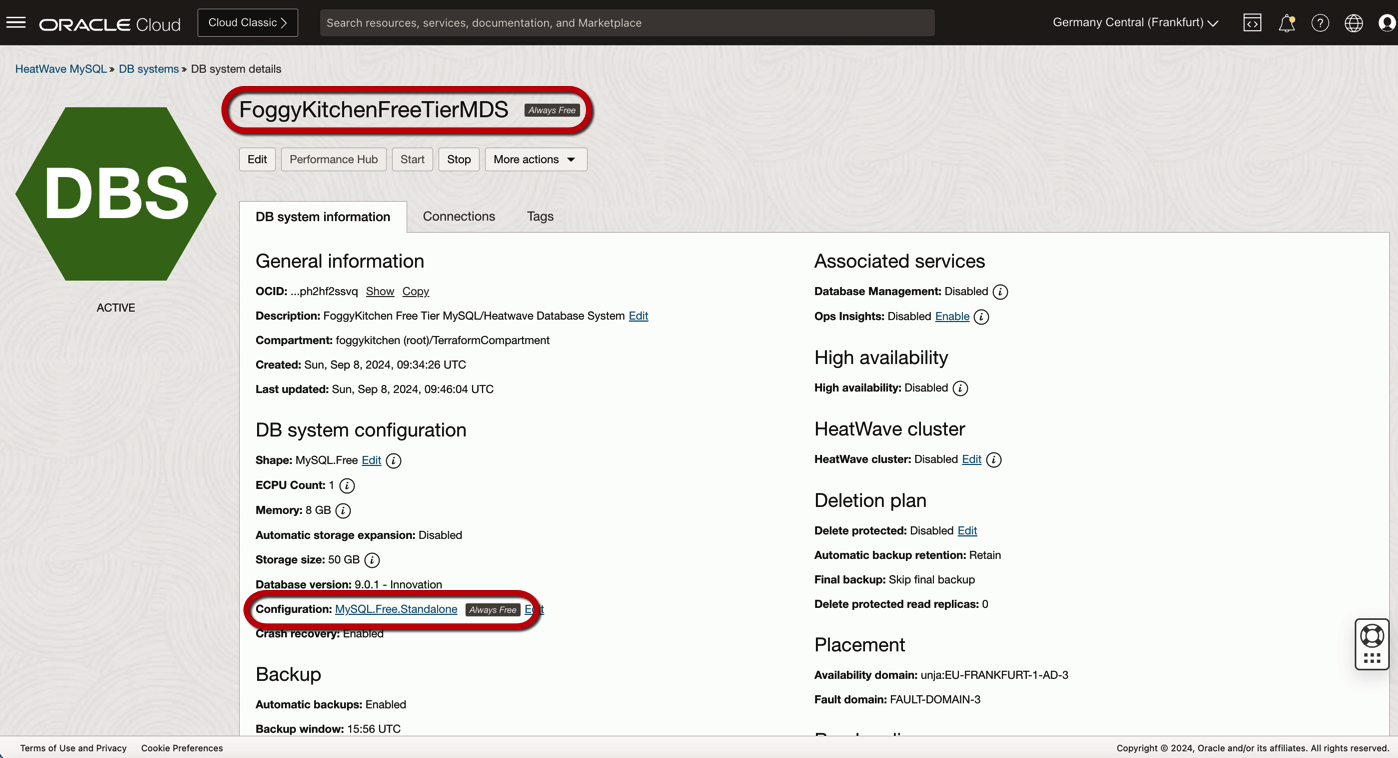 ORACLE Cloud
Cloud Classic
Search resources, services, documentation, and Marketplace
Germany Central (Frankfurt)
HeatWave MySQL » DB systems » DB system details
DBS
ACTIVE
FoggyKitchenFreeTierMDS Always Free
Edit Performance Hub Start Stop More actions
DB system information Connections Tags
General information
OCID: ...ph2hf2ssvq Show Copy
Description: FoggyKitchen Free Tier MySQL/Heatwave Database System Edit
Compartment: foggykitchen (root)/TerraformCompartment
Created: Sun, Sep 8, 2024, 09:34:26 UTC
Last updated: Sun, Sep 8, 2024, 09:46:04 UTC
DB system configuration
Shape: MySQL.Free Edit
ECPU Count: 1
Memory: 8 GB
Automatic storage expansion: Disabled
Storage size: 50 GB
Database version: 9.0.1 - Innovation
Configuration: MySQL.Free.Standalone Always Free Edit
Crash recovery: Enabled
Backup
Automatic backups: Enabled
Backup window: 15:56 UTC
Associated services
Database Management: Disabled
Ops Insights: Disabled Enable
High availability
High availability: Disabled
HeatWave cluster
HeatWave cluster: Disabled Edit
Deletion plan
Delete protected: Disabled Edit
Automatic backup retention: Retain
Final backup: Skip final backup
Delete protected read replicas: 0
Placement
Availability domain: unja:EU-FRANKFURT-1-AD-3
Fault domain: FAULT-DOMAIN-3
Terms of Use and Privacy Cookie Preferences
Copyright © 2024, Oracle and/or its affiliates. All rights reserved.